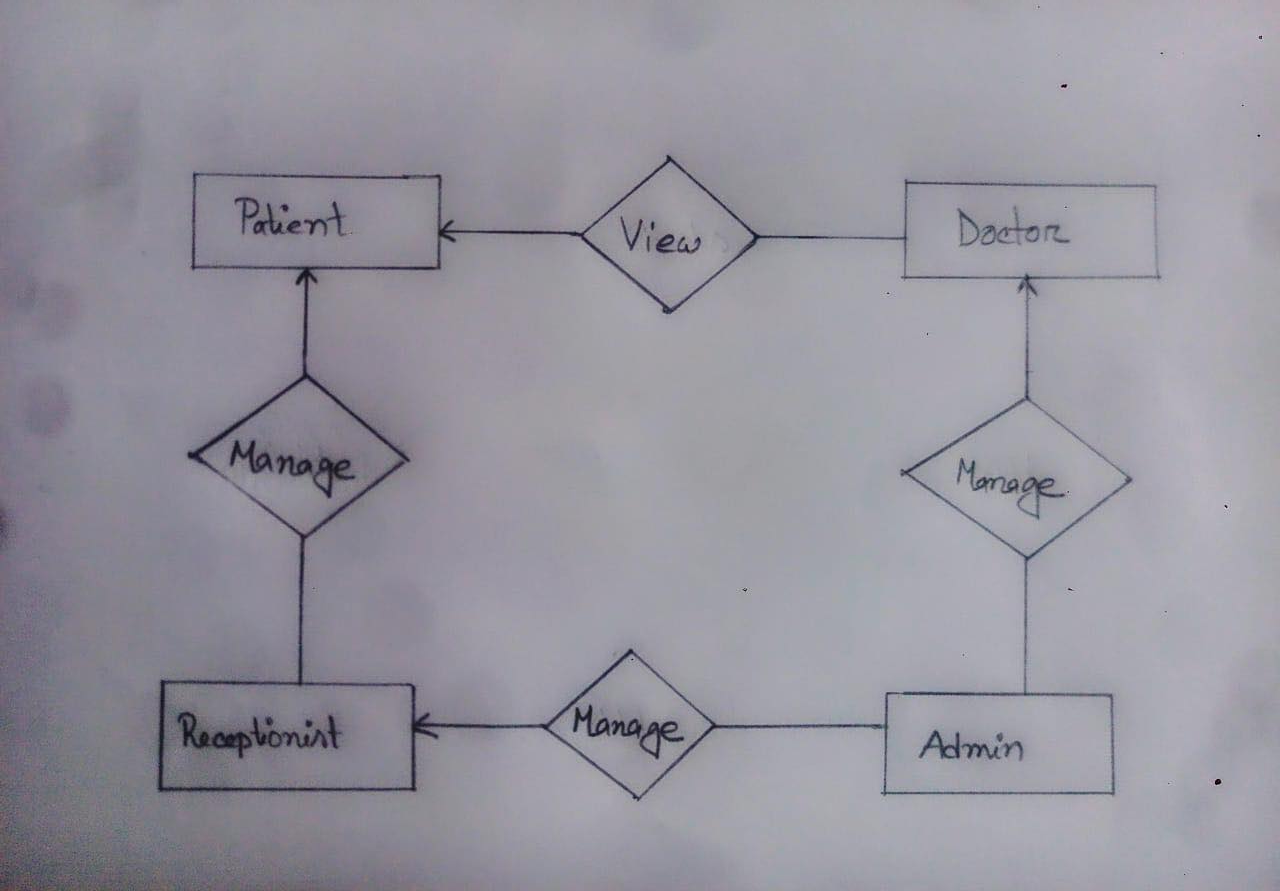 Patient
View
Doctor
Manage
Manage
Receptionist
Manage
Admin